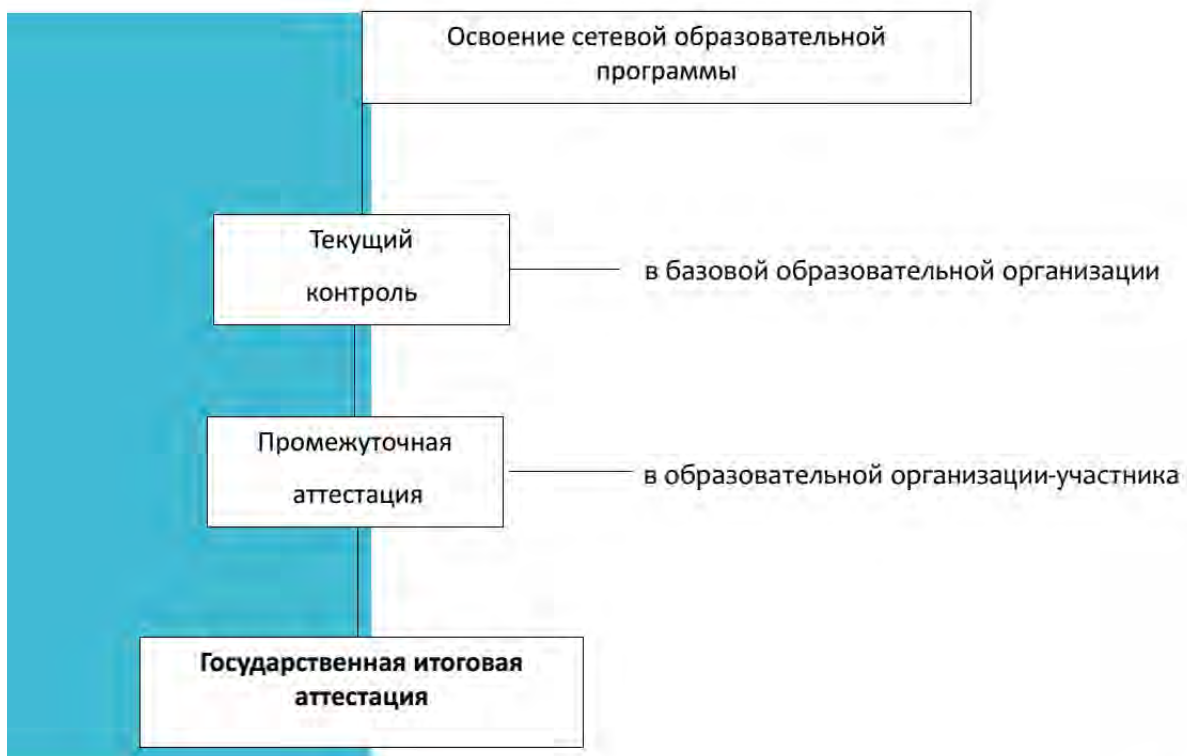 Освоение сетевой образовательной
программы
Текущий
контроль
в базовой образовательной организации
Промежуточная
аттестация
в образовательной организации-участника
Государственная итоговая
аттестация